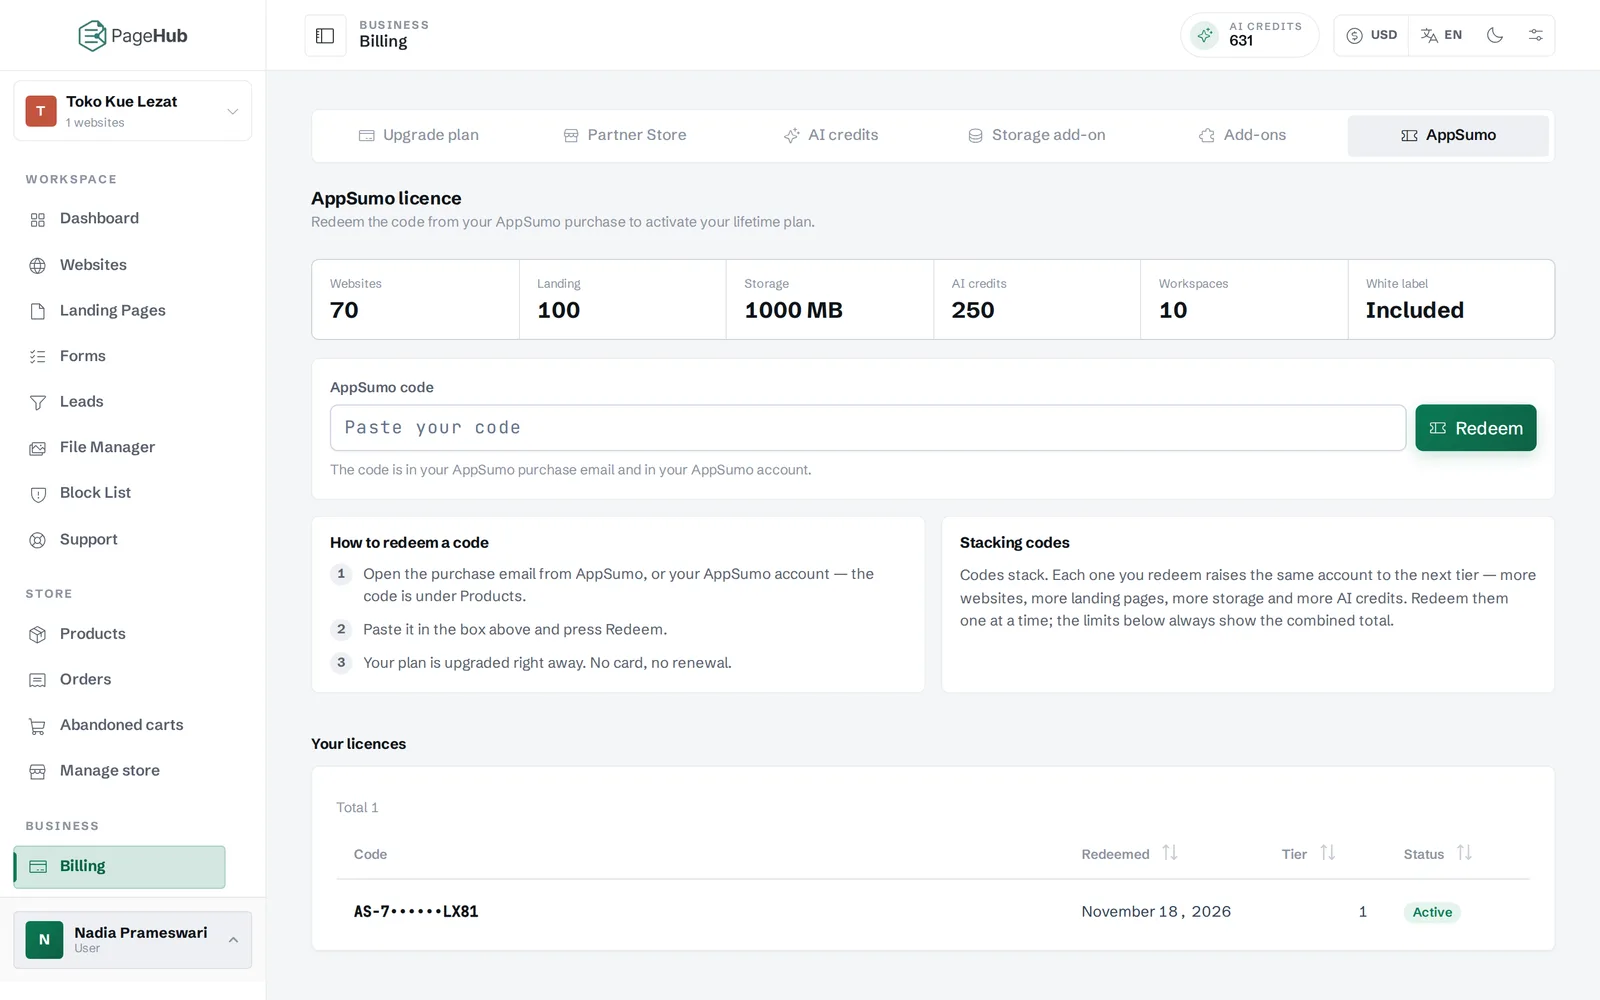 PageHub
BUSINESS
Billing
AI CREDITS
631
USD
EN
T
Toko Kue Lezat
1 websites
WORKSPACE
Dashboard
Websites
Landing Pages
Forms
Leads
File Manager
Block List
Support
STORE
Products
Orders
Abandoned carts
Manage store
BUSINESS
Billing
N
Nadia Prameswari
User
Upgrade plan
Partner Store
AI credits
Storage add-on
Add-ons
AppSumo
AppSumo licence
Redeem the code from your AppSumo purchase to activate your lifetime plan.
Websites
70
Landing
100
Storage
1000 MB
AI credits
250
Workspaces
10
White label
Included
AppSumo code
Paste your code
Redeem
The code is in your AppSumo purchase email and in your AppSumo account.
How to redeem a code
1 Open the purchase email from AppSumo, or your AppSumo account — the
code is under Products.
2 Paste it in the box above and press Redeem.
3 Your plan is upgraded right away. No card, no renewal.
Stacking codes
Codes stack. Each one you redeem raises the same account to the next tier — more
websites, more landing pages, more storage and more AI credits. Redeem them
one at a time; the limits below always show the combined total.
Your licences
Total 1
Code Redeemed Tier Status
AS-7••••••LX81 November 18, 2026 1 Active